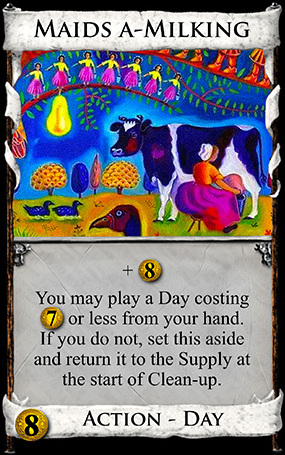 MAIDS A-MILKING
+ 8
You may play a Day costing
7 or less from your hand.
If you do not, set this aside
and return it to the Supply at
the start of Clean-up.
8 ACTION - DAY